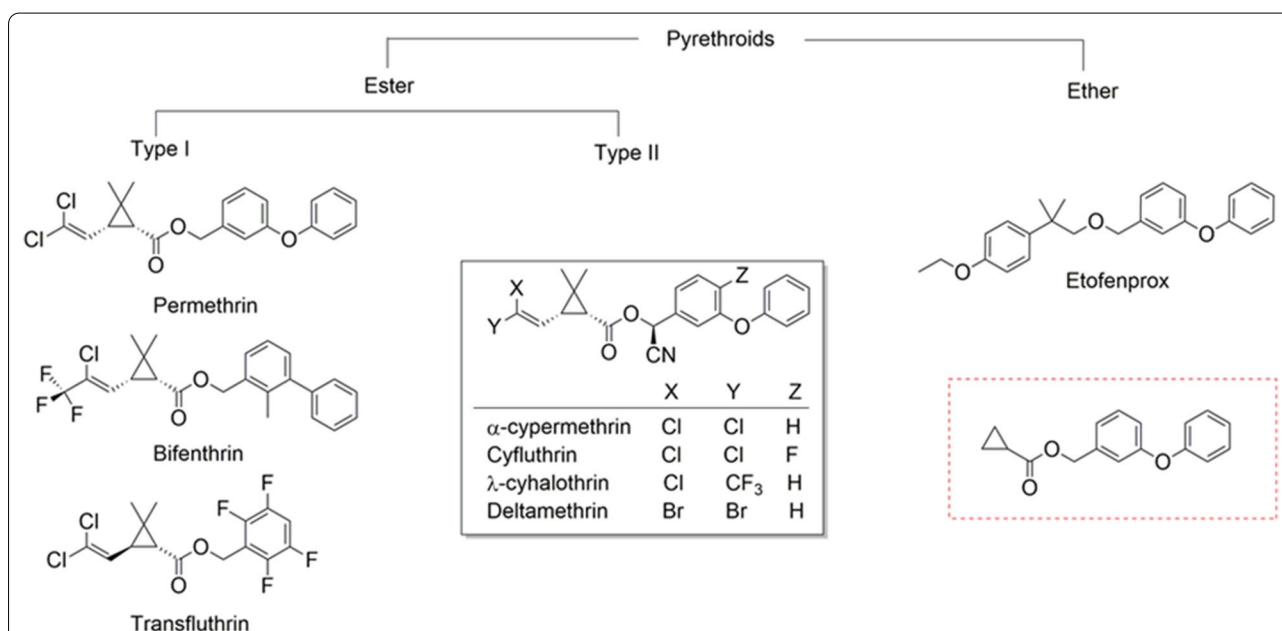 Pyrethroids
Ester
Ether
Type I
Type II
Cl
Cl
O
O
O
Permethrin
Cl
F
F
F
O
O
Bifenthrin
Cl
Cl
O
O
F
F
F
F
Transfluthrin
X
Y
O
O
CN
Z
O
X Y Z
α-cypermethrin Cl Cl H
Cyfluthrin Cl Cl F
λ-cyhalothrin Cl CF₃ H
Deltamethrin Br Br H
O
O
O
Etofenprox
O
O
O